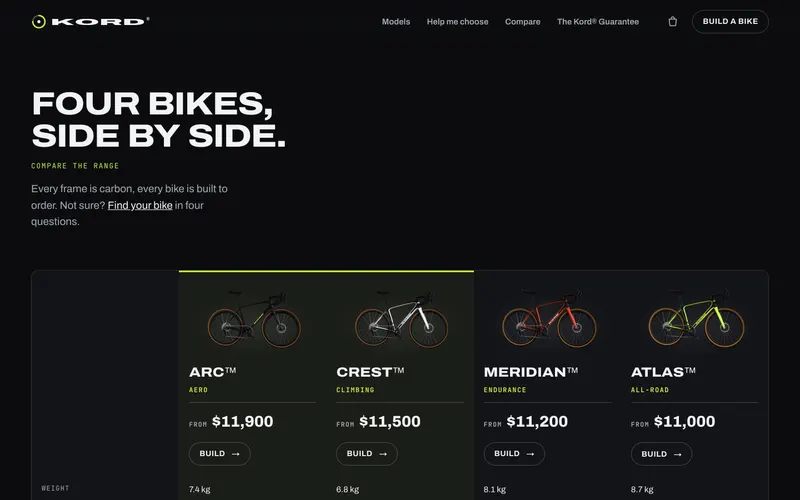 KORD®
Models
Help me choose
Compare
The Kord® Guarantee
BUILD A BIKE
FOUR BIKES,
SIDE BY SIDE.
COMPARE THE RANGE
Every frame is carbon, every bike is built to
order. Not sure? Find your bike in four
questions.
ARC™
AERO
FROM $11,900
BUILD →
CREST™
CLIMBING
FROM $11,500
BUILD →
MERIDIAN™
ENDURANCE
FROM $11,200
BUILD →
ATLAS™
ALL-ROAD
FROM $11,000
BUILD →
WEIGHT
7.4 kg
6.8 kg
8.1 kg
8.7 kg